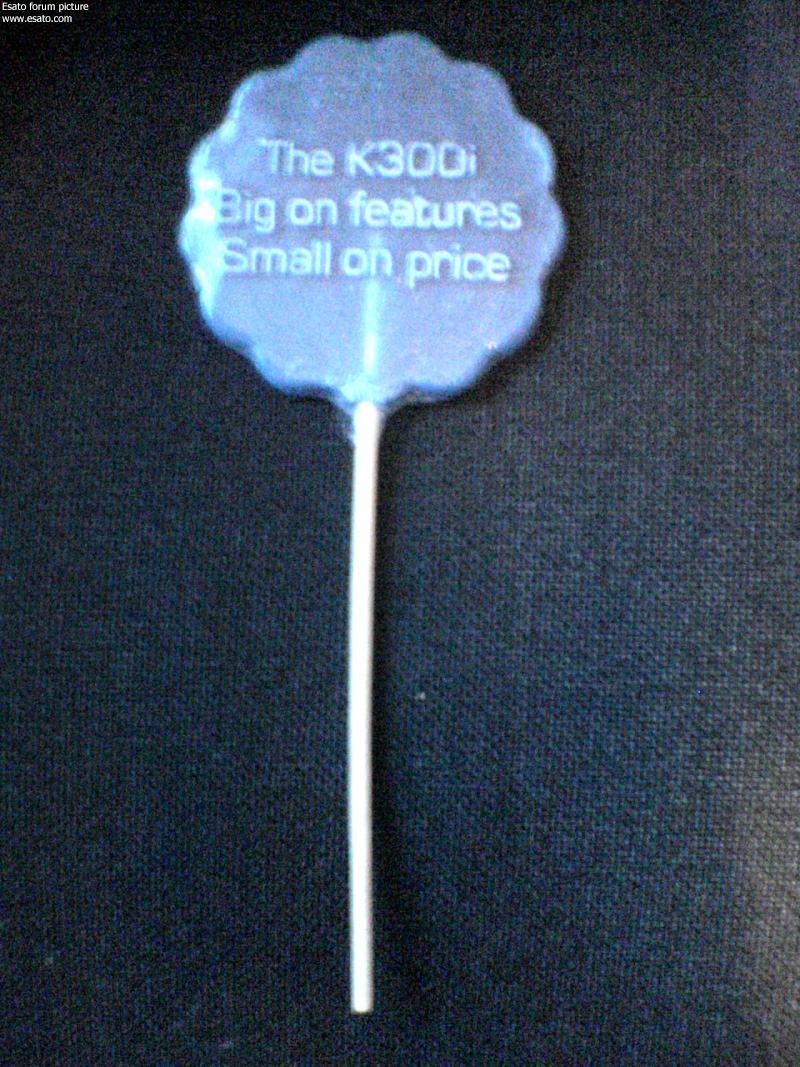 Esato forum picture
www.esato.com
The K300i
Big on features
Small on price